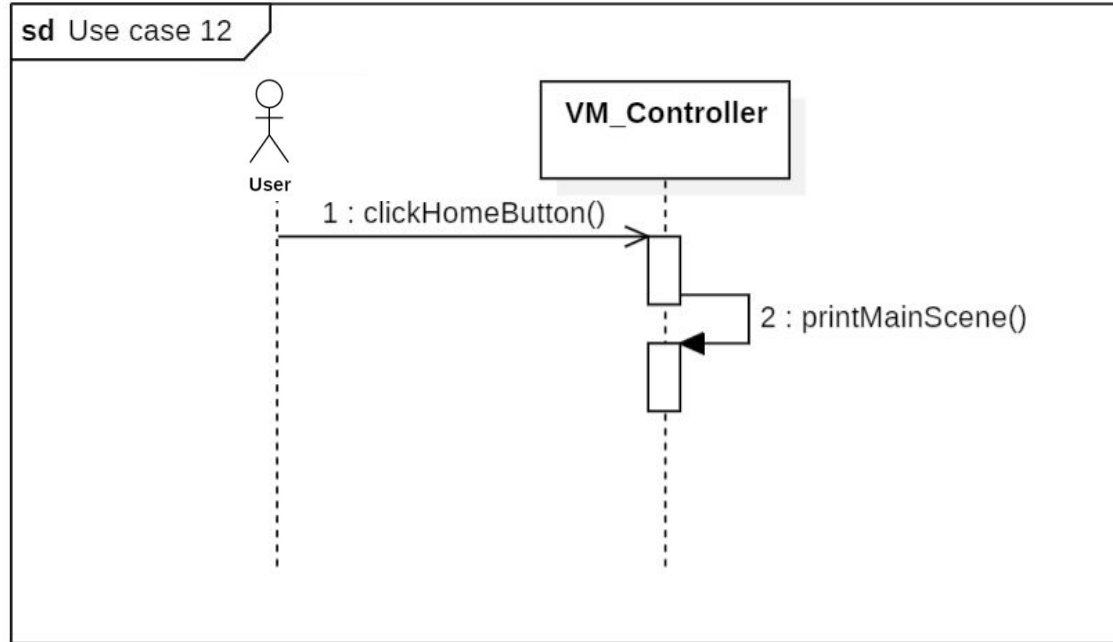 sd Use case 12
VM_Controller
User
1 : clickHomeButton()
2 : printMainScene()